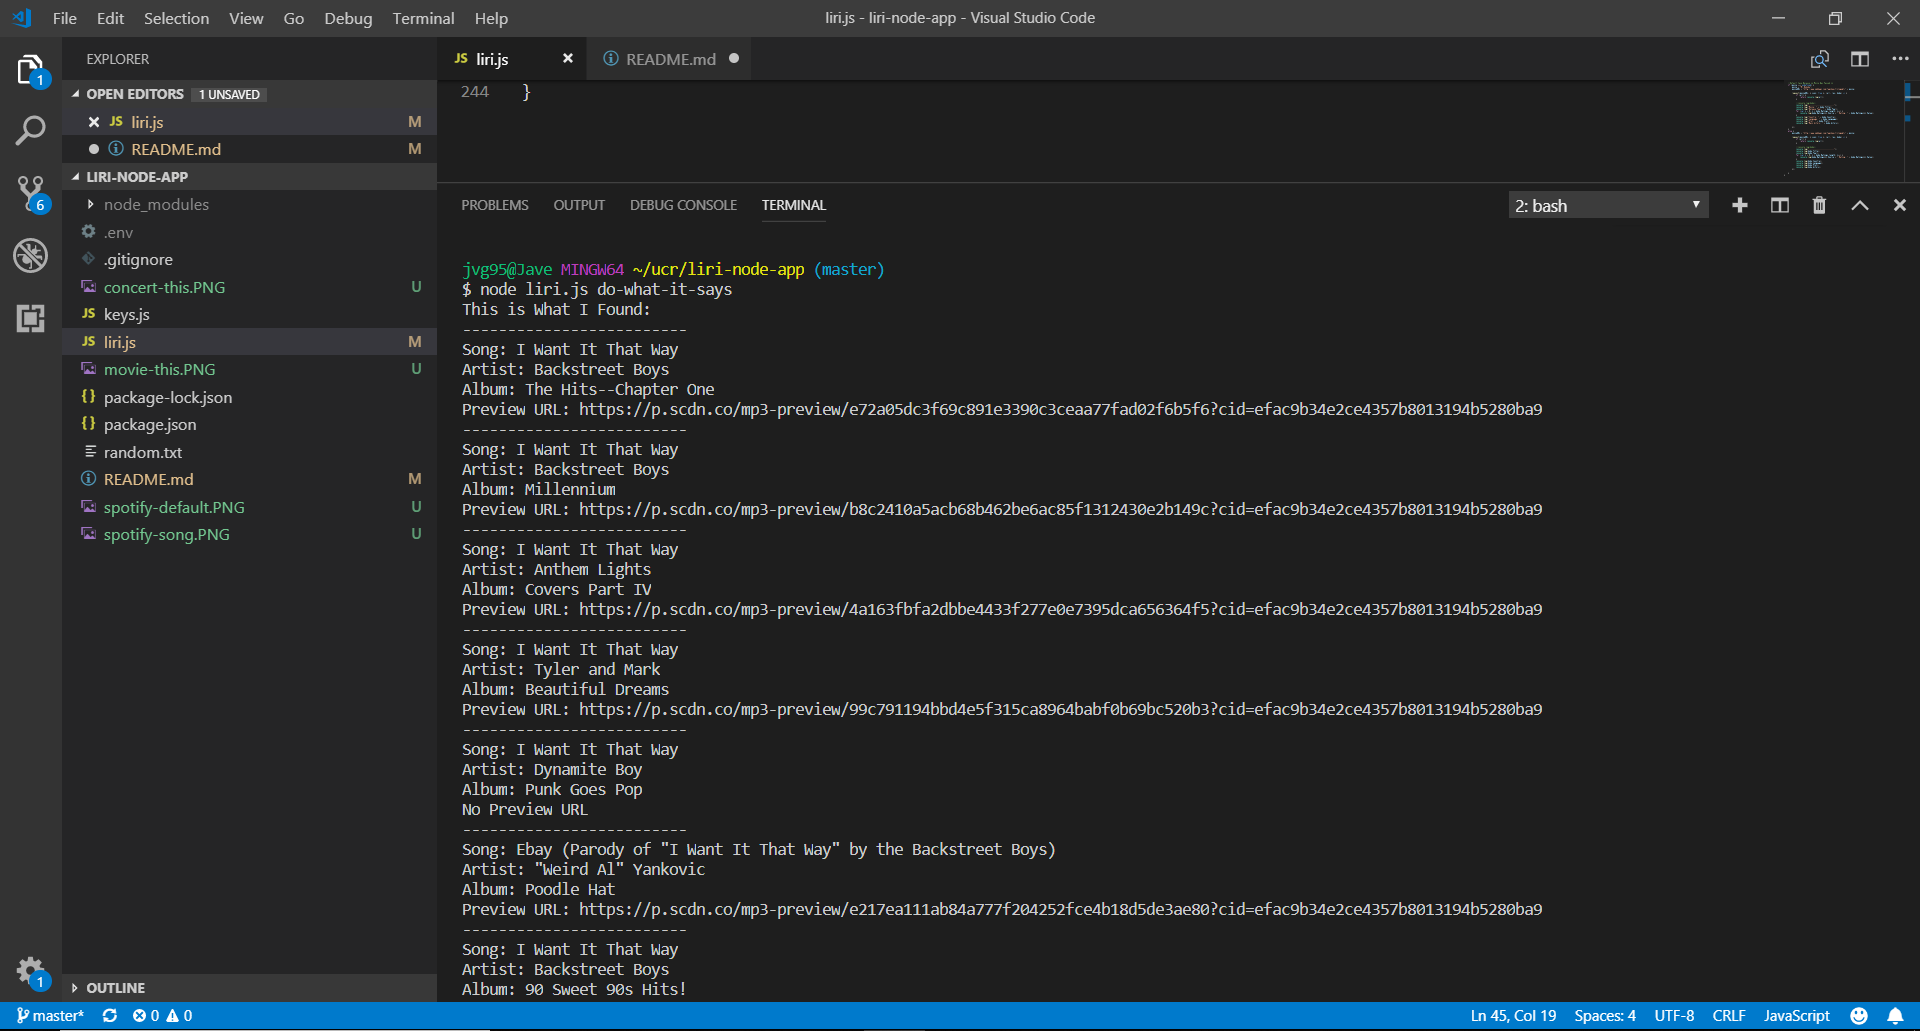 File Edit Selection View Go Debug Terminal Help
liri.js - liri-node-app - Visual Studio Code
EXPLORER
JS liri.js
README.md
OPEN EDITORS 1 UNSAVED
JS liri.js M
README.md M
LIRI-NODE-APP
node_modules
.env
.gitignore
concert-this.PNG U
JS keys.js
JS liri.js M
movie-this.PNG U
{} package-lock.json
{} package.json
random.txt
README.md M
spotify-default.PNG U
spotify-song.PNG U
OUTLINE
1
6
1
244 }
PROBLEMS OUTPUT DEBUG CONSOLE TERMINAL
2: bash
jvg95@Jave MINGW64 ~/ucr/liri-node-app (master)
$ node liri.js do-what-it-says
This is What I Found:
-------------------------
Song: I Want It That Way
Artist: Backstreet Boys
Album: The Hits--Chapter One
Preview URL: https://p.scdn.co/mp3-preview/e72a05dc3f69c891e3390c3ceaa77fad02f6b5f6?cid=efac9b34e2ce4357b8013194b5280ba9
-------------------------
Song: I Want It That Way
Artist: Backstreet Boys
Album: Millennium
Preview URL: https://p.scdn.co/mp3-preview/b8c2410a5acb68b462be6ac85f1312430e2b149c?cid=efac9b34e2ce4357b8013194b5280ba9
-------------------------
Song: I Want It That Way
Artist: Anthem Lights
Album: Covers Part IV
Preview URL: https://p.scdn.co/mp3-preview/4a163fbfa2dbbe4433f277e0e7395dca656364f5?cid=efac9b34e2ce4357b8013194b5280ba9
-------------------------
Song: I Want It That Way
Artist: Tyler and Mark
Album: Beautiful Dreams
Preview URL: https://p.scdn.co/mp3-preview/99c791194bbd4e5f315ca8964babf0b69bc520b3?cid=efac9b34e2ce4357b8013194b5280ba9
-------------------------
Song: I Want It That Way
Artist: Dynamite Boy
Album: Punk Goes Pop
No Preview URL
-------------------------
Song: Ebay (Parody of "I Want It That Way" by the Backstreet Boys)
Artist: "Weird Al" Yankovic
Album: Poodle Hat
Preview URL: https://p.scdn.co/mp3-preview/e217ea111ab84a777f204252fce4b18d5de3ae80?cid=efac9b34e2ce4357b8013194b5280ba9
-------------------------
Song: I Want It That Way
Artist: Backstreet Boys
Album: 90 Sweet 90s Hits!
master* 0 0
Ln 45, Col 19 Spaces: 4 UTF-8 CRLF JavaScript